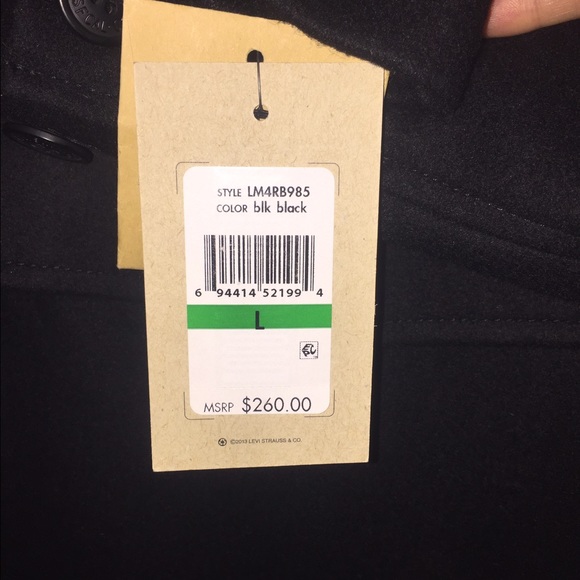 STYLE LM4RB985
COLOR blk black
6 94414 52199 4
L
MSRP $260.00
©2013 LEVI STRAUSS & CO.